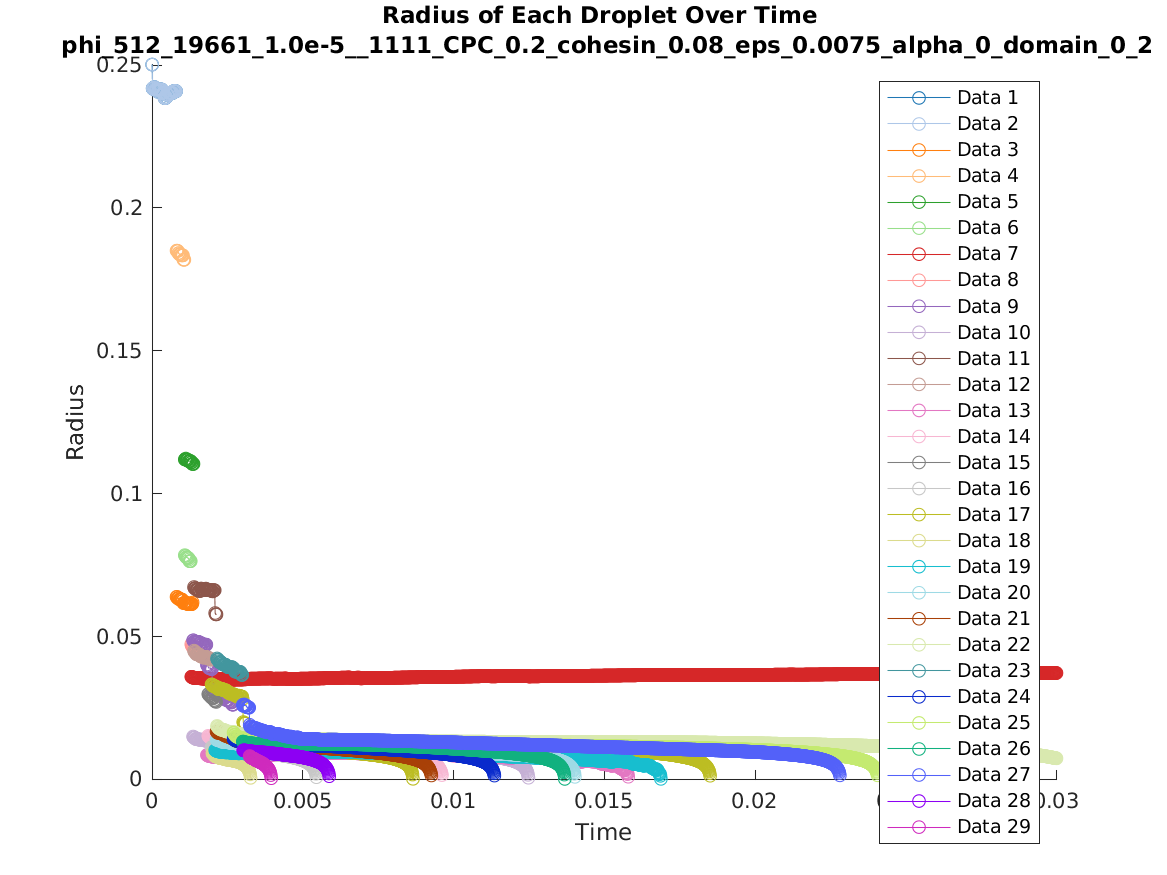 Radius of Each Droplet Over Time
phi_512_19661_1.0e-5__1111_CPC_0.2_cohesin_0.08_eps_0.0075_alpha_0_domain_0_2
0.25
0.2
0.15
0.1
0.05
0
Radius
0
0.005
0.01
0.015
0.02
0.03
Time
Data 1
Data 2
Data 3
Data 4
Data 5
Data 6
Data 7
Data 8
Data 9
Data 10
Data 11
Data 12
Data 13
Data 14
Data 15
Data 16
Data 17
Data 18
Data 19
Data 20
Data 21
Data 22
Data 23
Data 24
Data 25
Data 26
Data 27
Data 28
Data 29